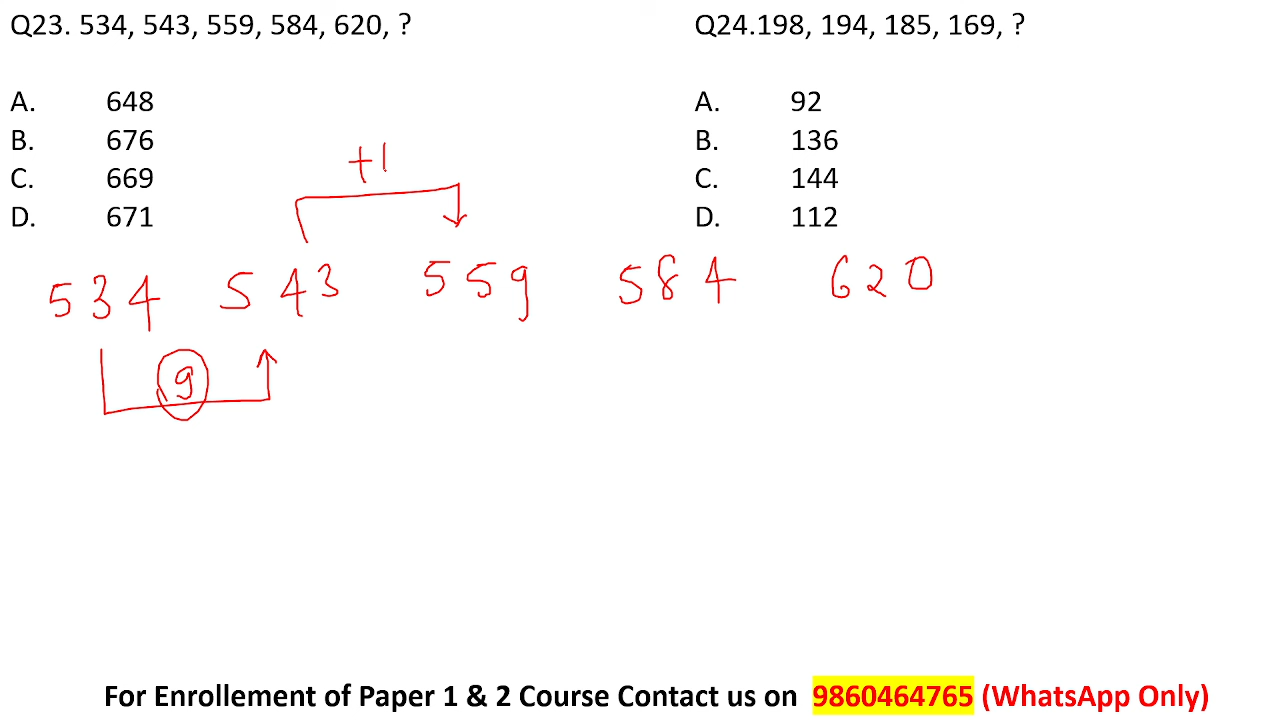 Q23. 534, 543, 559, 584, 620, ?
A. 648
B. 676
C. 669
D. 671
Q24.198, 194, 185, 169, ?
A. 92
B. 136
C. 144
D. 112
+1
534 543 559 584 620
9
For Enrollement of Paper 1 & 2 Course Contact us on 9860464765 (WhatsApp Only)